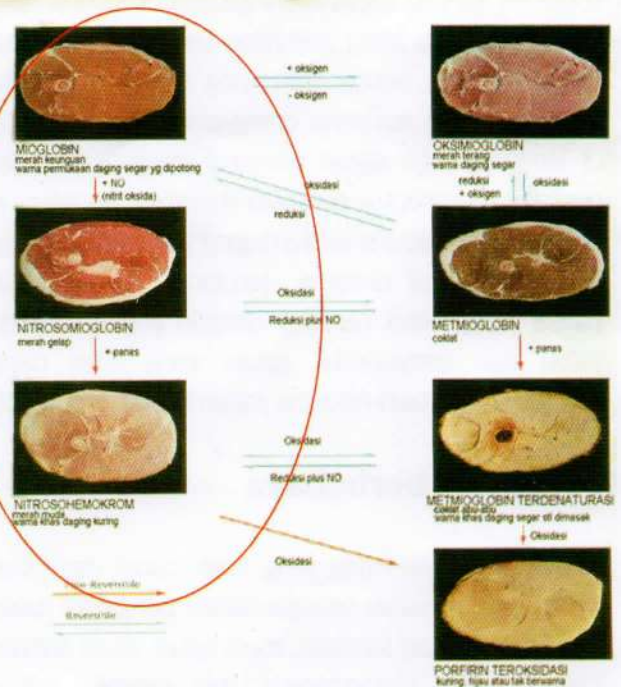 MIOGLOBIN
merah keunguan
warna permukaan daging segar yg dipotong
+ oksigen
- oksigen
OKSIMIOGLOBIN
merah terang
warna daging segar
+ NO
(nitrit oksida)
oksidasi
reduksi
reduksi
+ oksigen
oksidasi
NITROSOMIOGLOBIN
merah gelap
Oksidasi
Reduksi plus NO
METMIOGLOBIN
coklat
+ panas
+ panas
NITROSOHEMOKROM
merah muda
warna khas daging kuring
Oksidasi
Reduksi plus NO
METMIOGLOBIN TERDENATURASI
coklat abu-abu
warna khas daging segar stl dimasak
Oksidasi
Oksidasi
Reversible
Reversible
PORFIRIN TEROKSIDASI
kuning, hijau atau tak berwarna